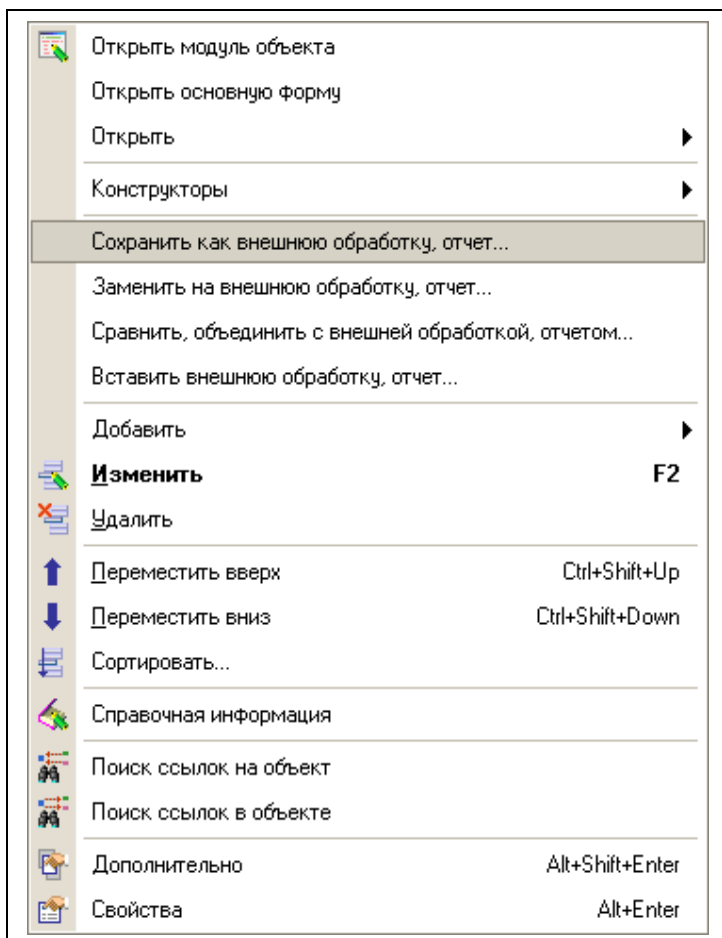 Открыть модуль объекта
Открыть основную форму
Открыть
Конструкторы
Сохранить как внешнюю обработку, отчет...
Заменить на внешнюю обработку, отчет...
Сравнить, объединить с внешней обработкой, отчетом...
Вставить внешнюю обработку, отчет...
Добавить
Изменить F2
Удалить
Переместить вверх Ctrl+Shift+Up
Переместить вниз Ctrl+Shift+Down
Сортировать...
Справочная информация
Поиск ссылок на объект
Поиск ссылок в объекте
Дополнительно Alt+Shift+Enter
Свойства Alt+Enter